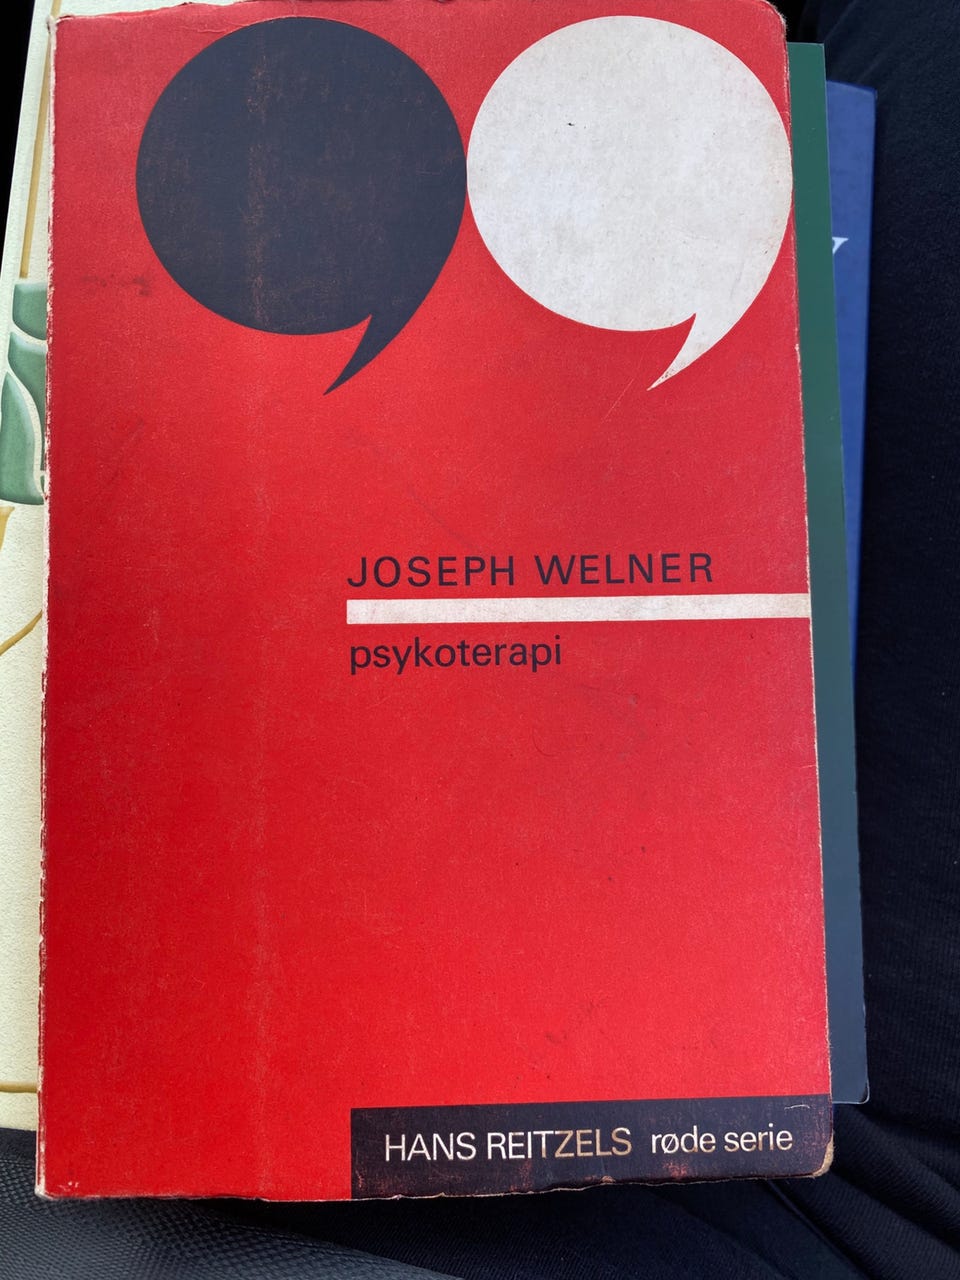 JOSEPH WELNER
psykoterapi
HANS REITZELS røde serie